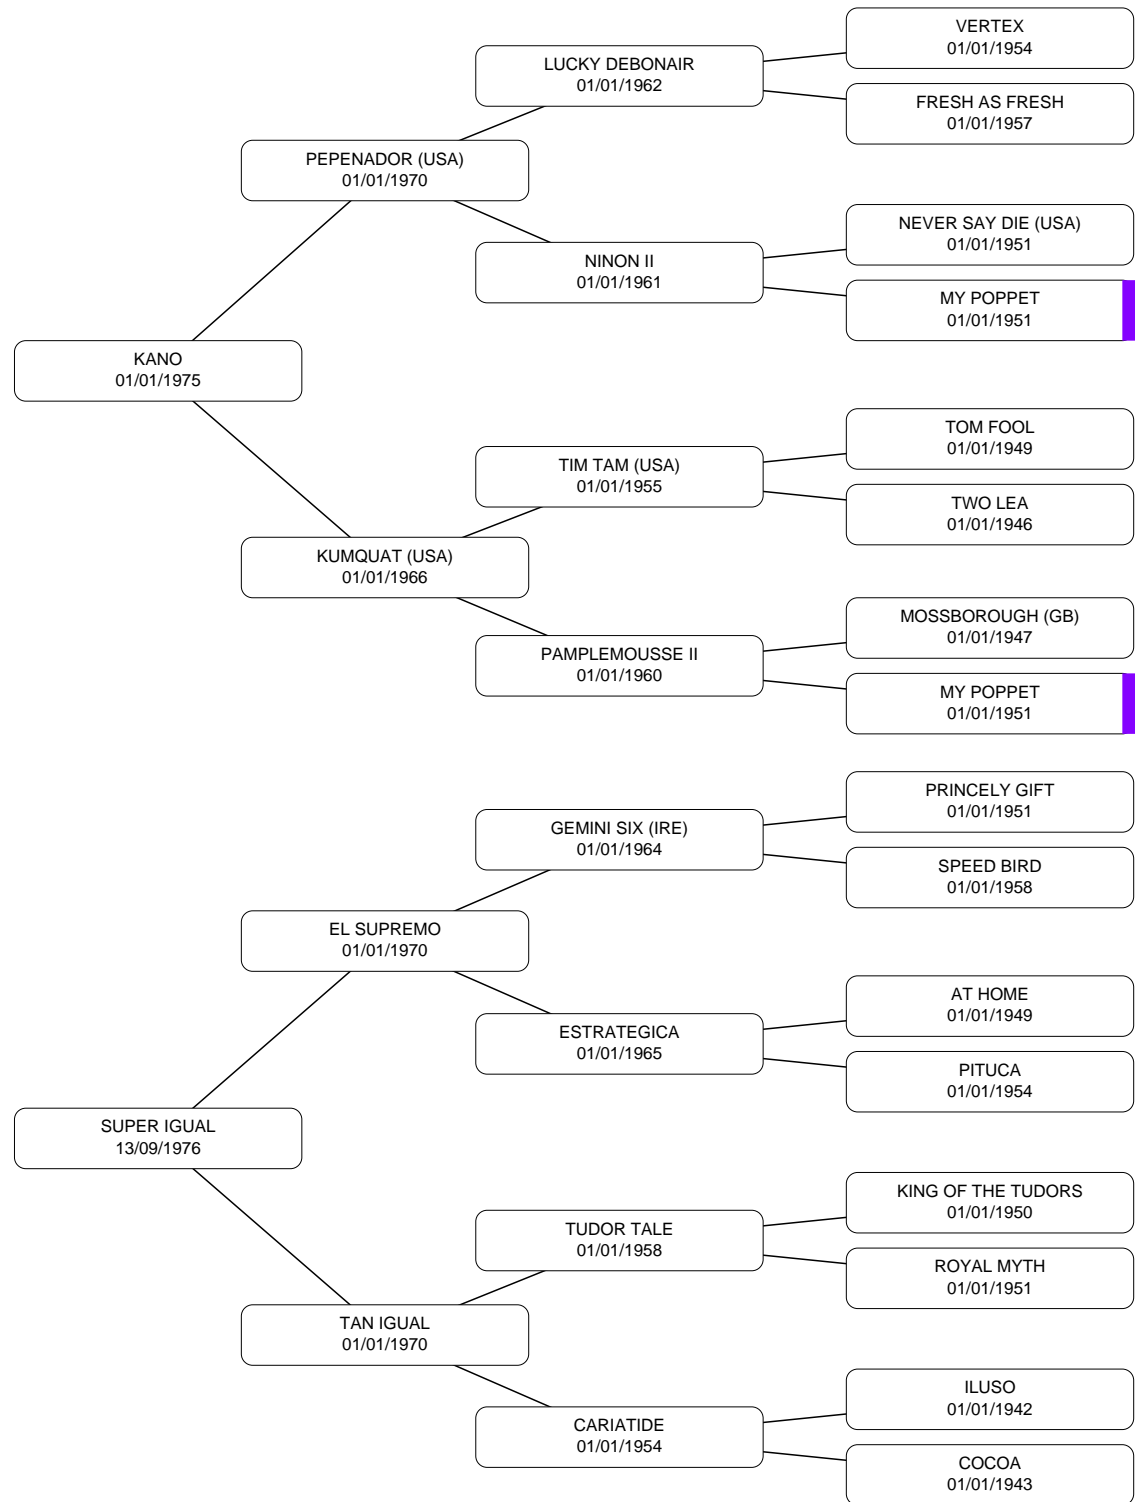 VERTEX
01/01/1954
LUCKY DEBONAIR
01/01/1962
FRESH AS FRESH
01/01/1957
PEPENADOR (USA)
01/01/1970
NEVER SAY DIE (USA)
01/01/1951
NINON II
01/01/1961
MY POPPET
01/01/1951
KANO
01/01/1975
TOM FOOL
01/01/1949
TIM TAM (USA)
01/01/1955
TWO LEA
01/01/1946
KUMQUAT (USA)
01/01/1966
MOSSBOROUGH (GB)
01/01/1947
PAMPLEMOUSSE II
01/01/1960
MY POPPET
01/01/1951
PRINCELY GIFT
01/01/1951
GEMINI SIX (IRE)
01/01/1964
SPEED BIRD
01/01/1958
EL SUPREMO
01/01/1970
AT HOME
01/01/1949
ESTRATEGICA
01/01/1965
PITUCA
01/01/1954
SUPER IGUAL
13/09/1976
KING OF THE TUDORS
01/01/1950
TUDOR TALE
01/01/1958
ROYAL MYTH
01/01/1951
TAN IGUAL
01/01/1970
ILUSO
01/01/1942
CARIATIDE
01/01/1954
COCOA
01/01/1943